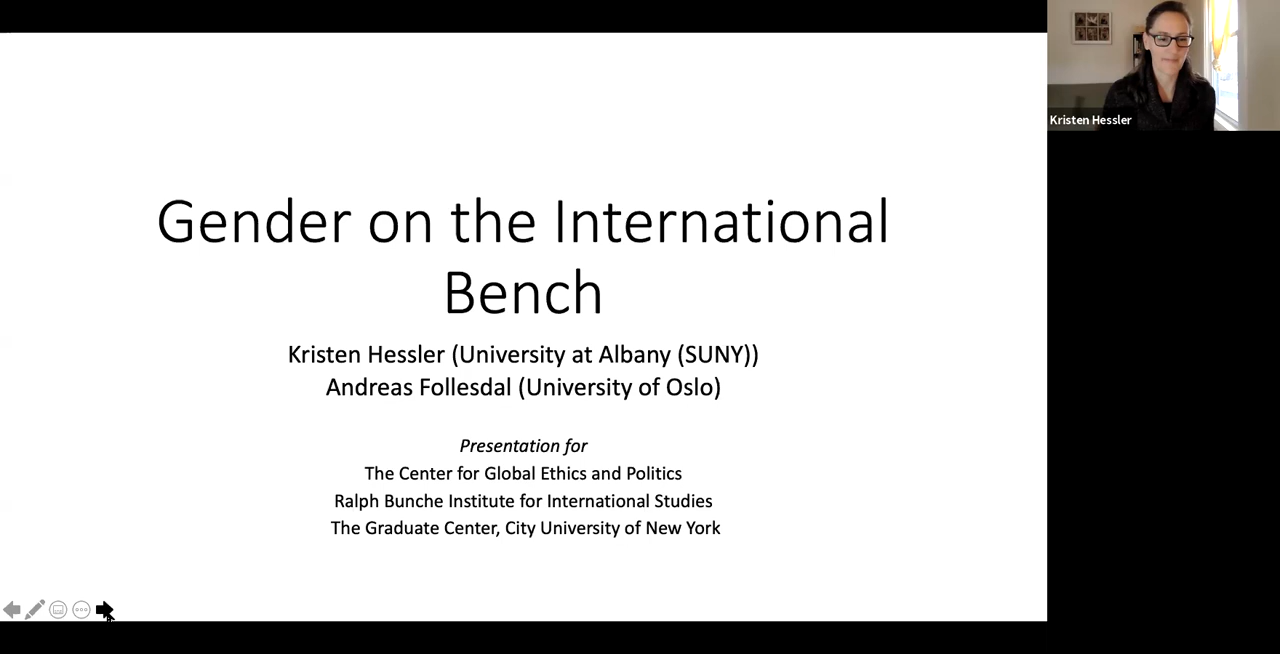 Gender on the International
Bench
Kristen Hessler (University at Albany (SUNY))
Andreas Follesdal (University of Oslo)
Presentation for
The Center for Global Ethics and Politics
Ralph Bunche Institute for International Studies
The Graduate Center, City University of New York
Kristen Hessler